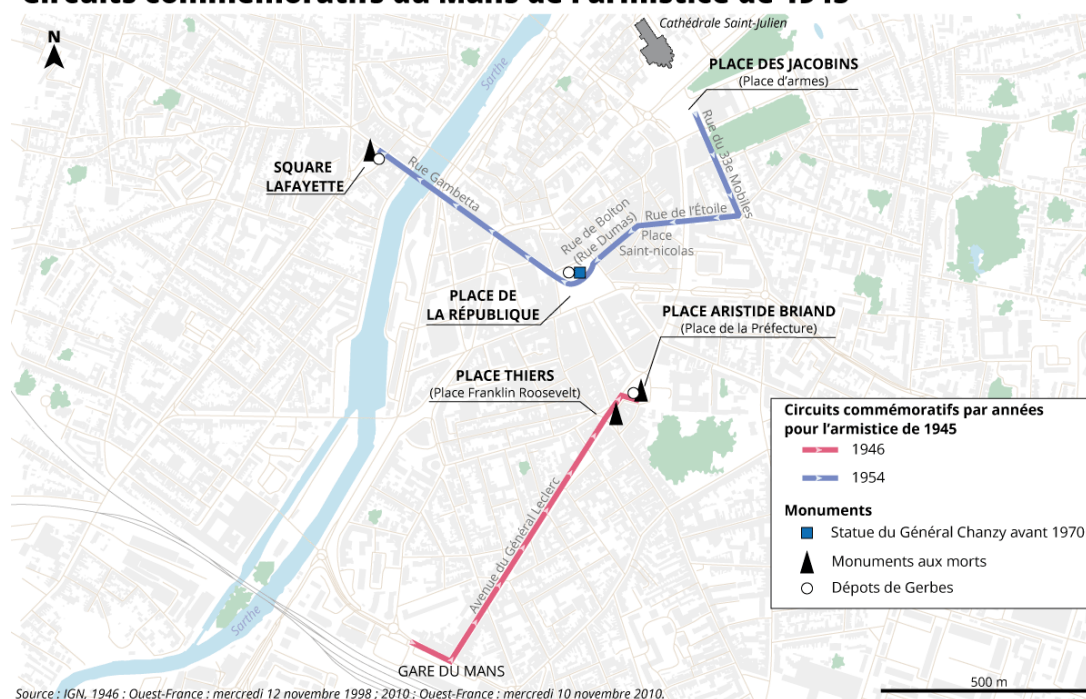 Circuits commémoratifs au Mans de l'armistice de 1945
N
Cathédrale Saint-Julien
Sarthe
PLACE DES JACOBINS
(Place d'armes)
Rue du 33e Mobiles
SQUARE
LAFAYETTE
Rue Gambetta
Rue de Bolton
(Rue Dumas)
Rue de l'Étoile
Place
Saint-nicolas
PLACE DE
LA RÉPUBLIQUE
PLACE ARISTIDE BRIAND
(Place de la Préfecture)
PLACE THIERS
(Place Franklin Roosevelt)
Avenue du Général Leclerc
Sarthe
GARE DU MANS
Circuits commémoratifs par années
pour l'armistice de 1945
1946
1954
Monuments
Statue du Général Chanzy avant 1970
Monuments aux morts
Dépots de Gerbes
500 m
Source : IGN, 1946 ; Ouest-France : mercredi 12 novembre 1998 ; 2010 ; Ouest-France : mercredi 10 novembre 2010.